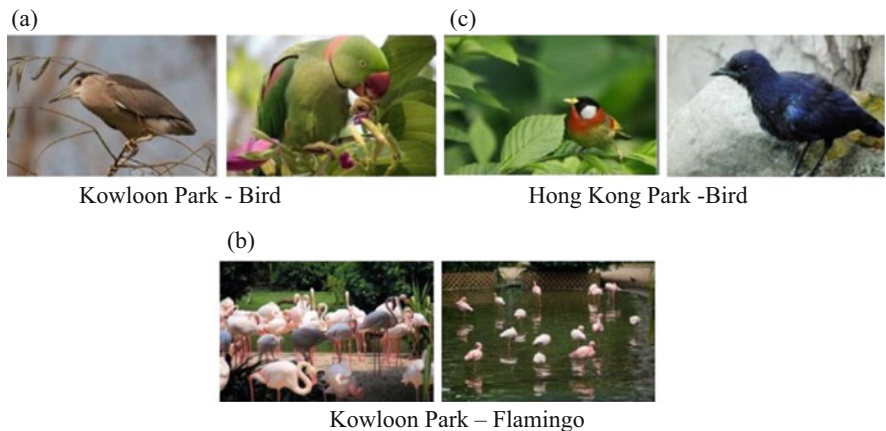 (a)
(c)
Kowloon Park - Bird
Hong Kong Park -Bird
(b)
Kowloon Park – Flamingo